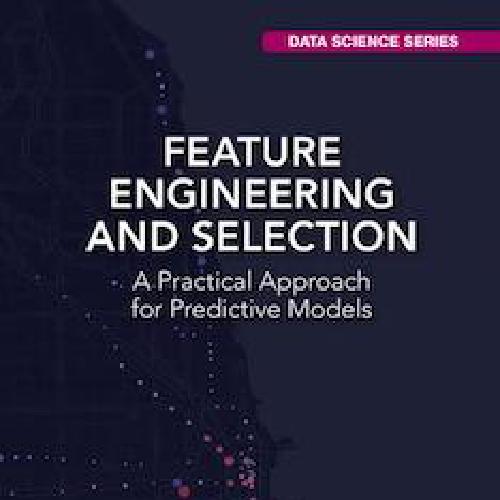 DATA SCIENCE SERIES
FEATURE
ENGINEERING
AND SELECTION
A Practical Approach
for Predictive Models